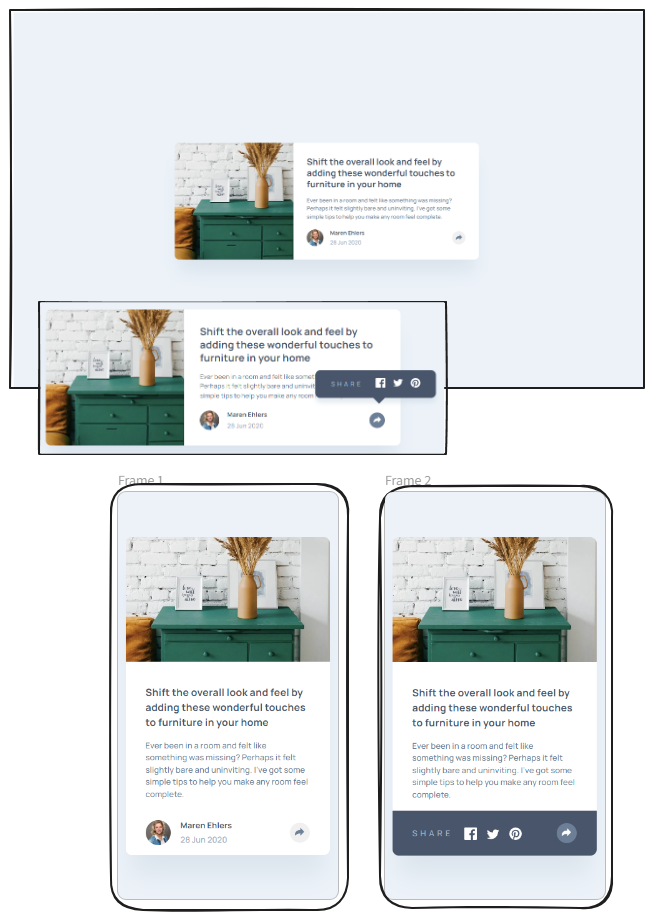 Shift the overall look and feel by
adding these wonderful touches to
furniture in your home
Ever been in a room and felt like something was missing?
Perhaps it felt slightly bare and uninviting. I've got some
simple tips to help you make any room feel complete.
Maren Ehlers
28 Jun 2020
Shift the overall look and feel by
adding these wonderful touches to
furniture in your home
Ever been in a room and felt like
Perhaps it felt slightly bare and
simple tips to help you make any room
SHARE
Maren Ehlers
28 Jun 2020
Frame 1
Shift the overall look and feel by
adding these wonderful touches
to furniture in your home
Ever been in a room and felt like
something was missing? Perhaps it felt
slightly bare and uninviting. I've got some
simple tips to help you make any room feel
complete.
Maren Ehlers
28 Jun 2020
Frame 2
Shift the overall look and feel by
adding these wonderful touches
to furniture in your home
Ever been in a room and felt like
something was missing? Perhaps it felt
slightly bare and uninviting. I've got some
simple tips to help you make any room feel
complete.
SHARE